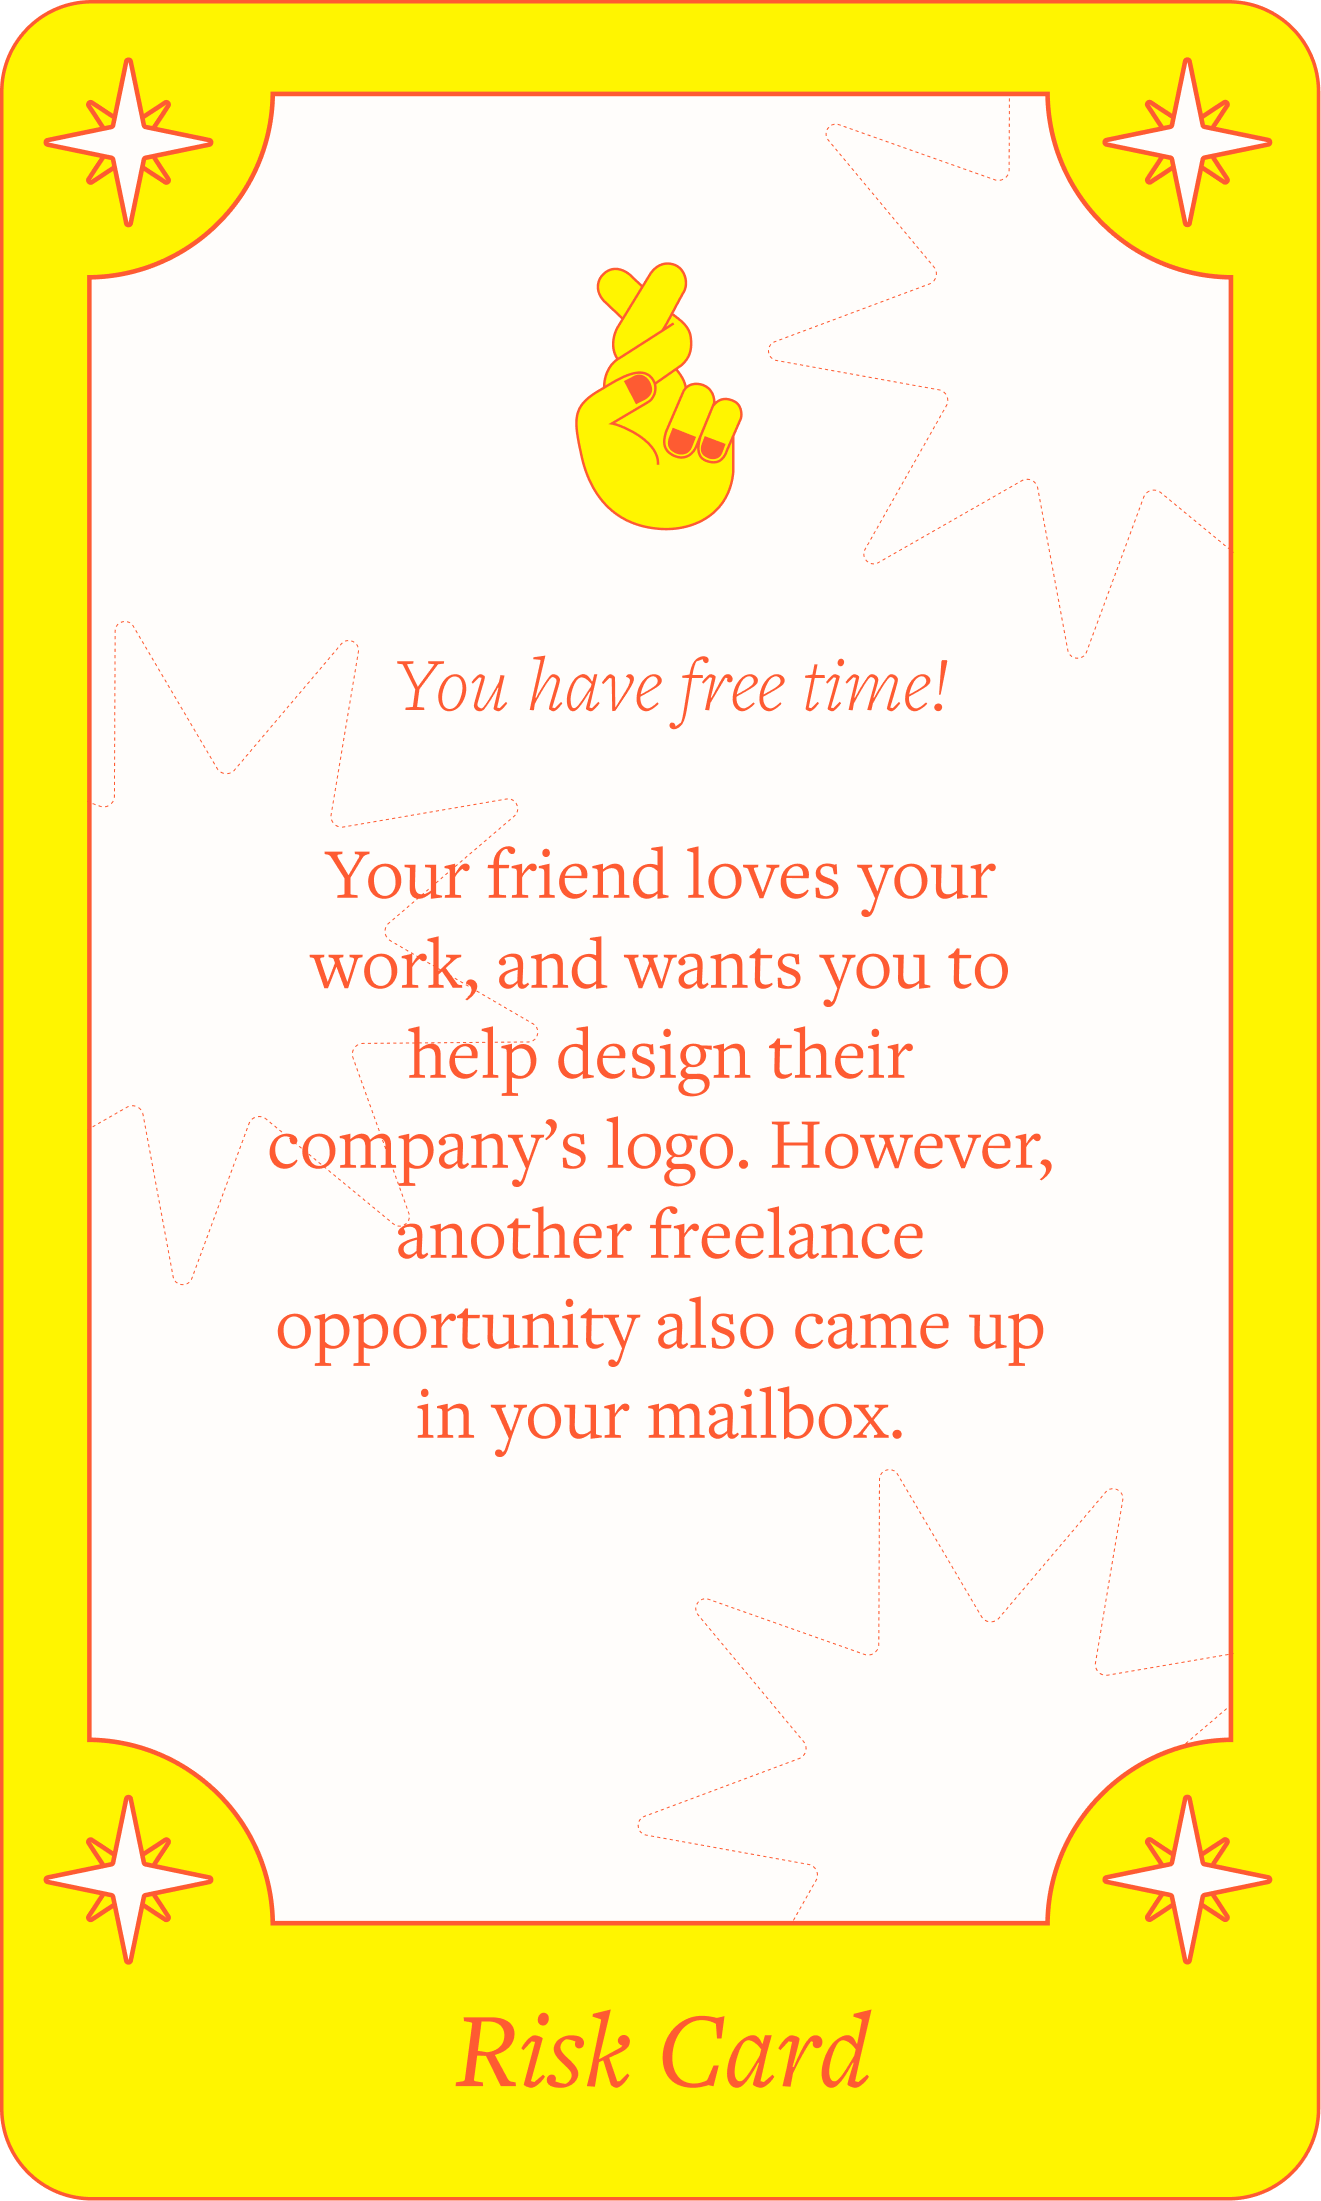 You have free time!
Your friend loves your
work, and wants you to
help design their
company’s logo. However,
another freelance
opportunity also came up
in your mailbox.
Risk Card